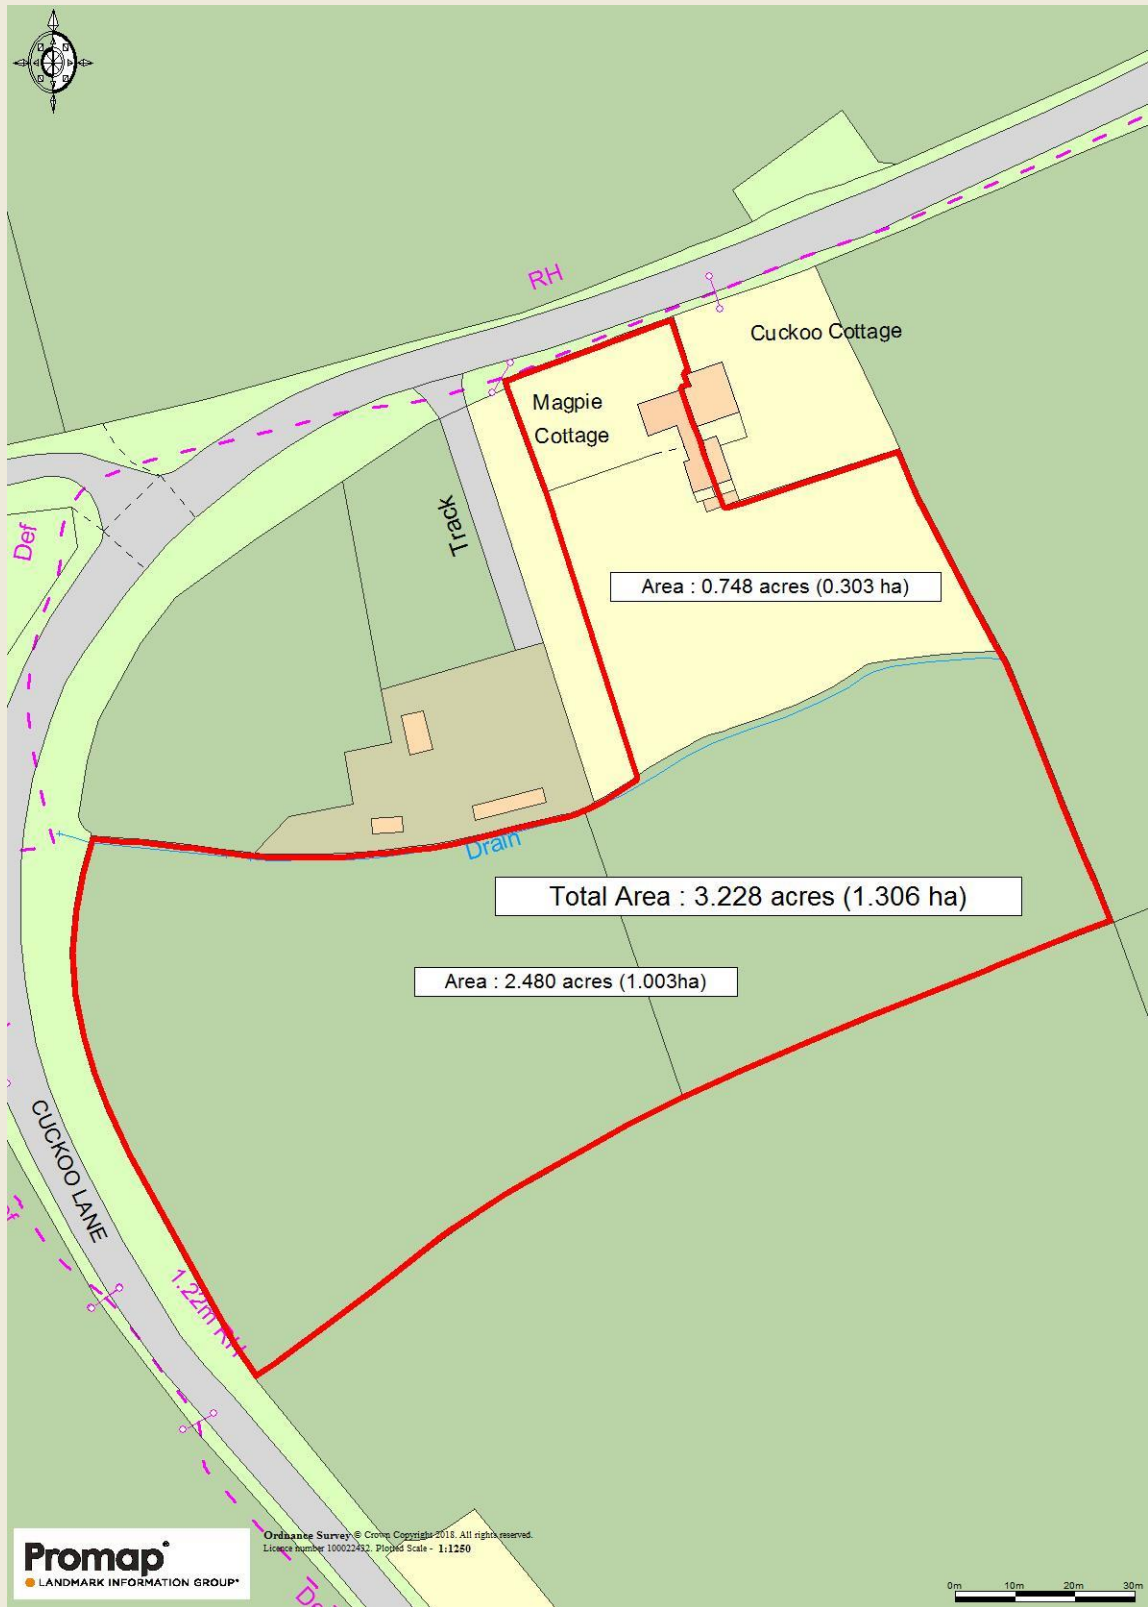 RH
Cuckoo Cottage
Magpie
Cottage
Track
Def
Area : 0.748 acres (0.303 ha)
Drain
Total Area : 3.228 acres (1.306 ha)
Area : 2.480 acres (1.003ha)
CUCKOO LANE
1.22m RH
Promap
LANDMARK INFORMATION GROUP
Ordnance Survey © Crown Copyright 2018. All rights reserved.
Licence number 100022432. Plotted Scale - 1:1250
0m 10m 20m 30m